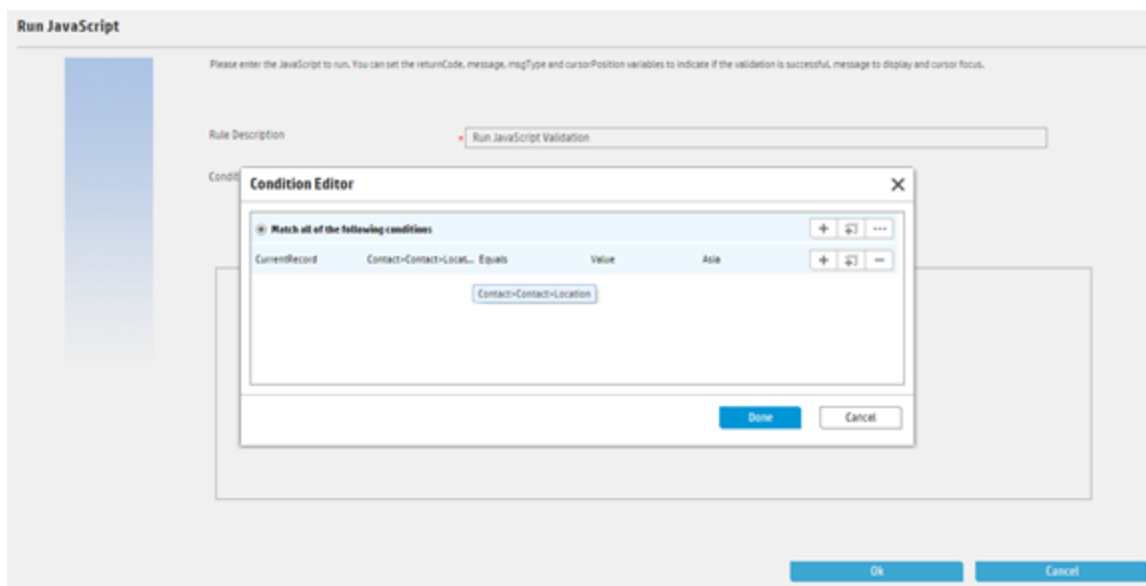 Run JavaScript
Please enter the JavaScript to run. You can set the returnCode, message, msgType and cursorPosition variables to indicate if the validation is successful, message to display and cursor focus.
Rule Description * Run JavaScript Validation
Condit
Condition Editor
Match all of the following conditions
CurrentRecord Contact>Contact>Locat... Equals Value Asia
Contact>Contact>Location
Done Cancel
Ok Cancel